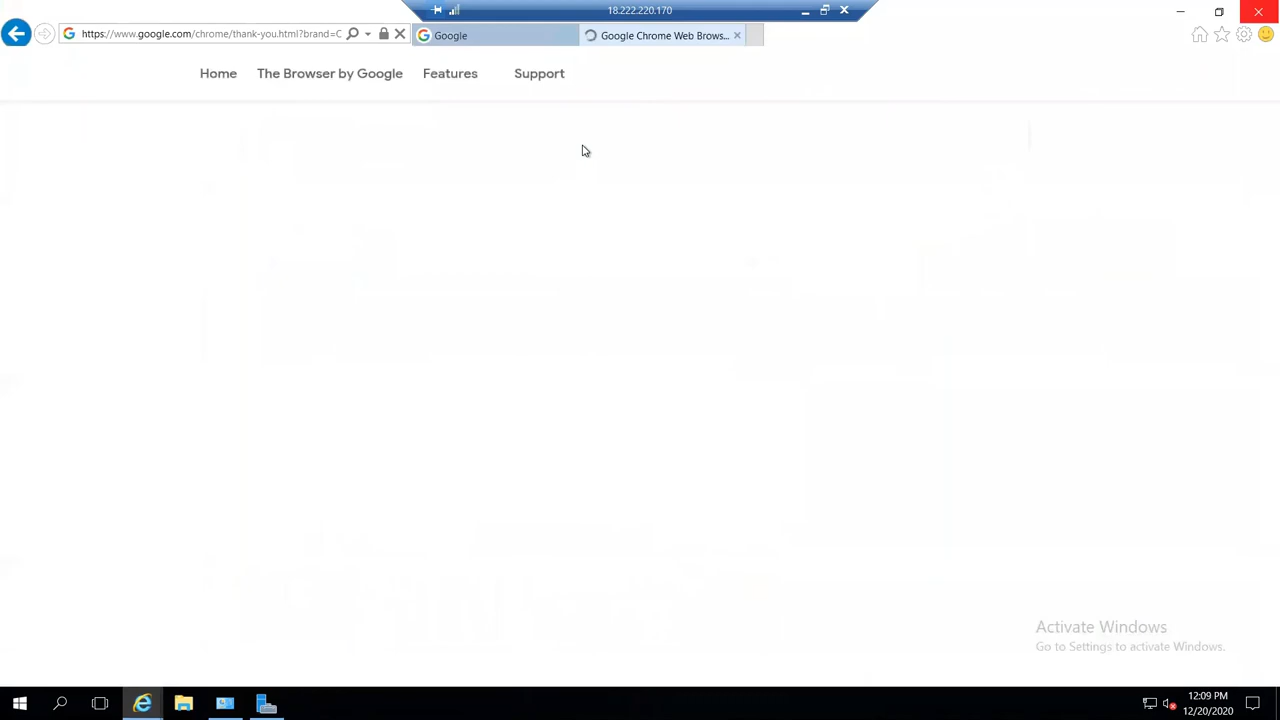 18.222.220.170
https://www.google.com/chrome/thank-you.html?brand=C
Google
Google Chrome Web Brows...
Home
The Browser by Google
Features
Support
Activate Windows
Go to Settings to activate Windows.
12:09 PM
12/20/2020